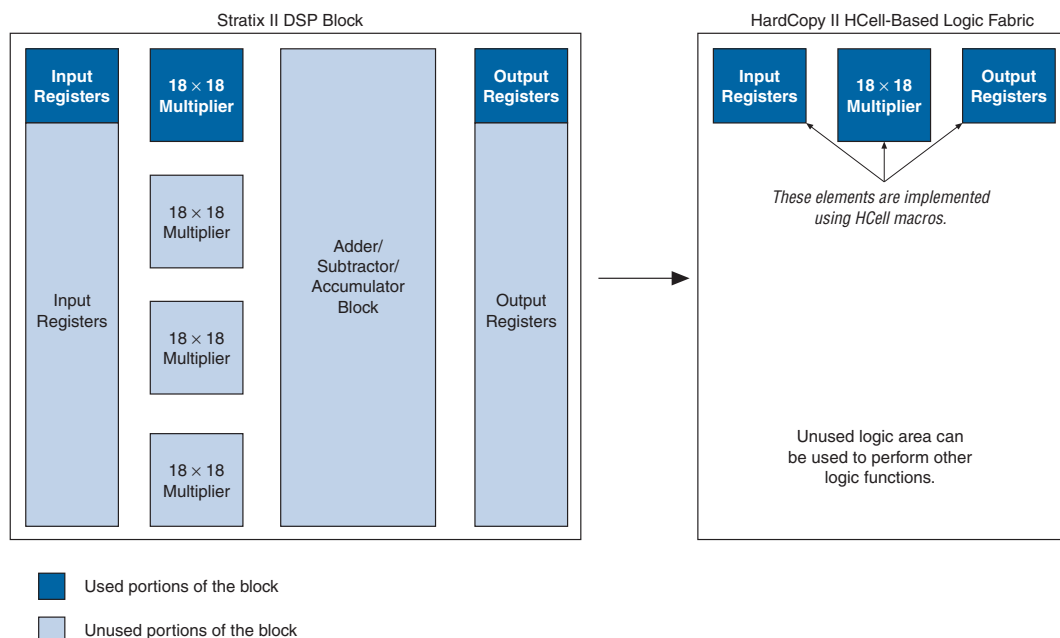 Stratix II DSP Block
Input
Registers
18 × 18
Multiplier
Output
Registers
18 × 18
Multiplier
Adder/
Subtractor/
Accumulator
Block
Input
Registers
18 × 18
Multiplier
Output
Registers
18 × 18
Multiplier
HardCopy II HCell-Based Logic Fabric
Input
Registers
18 × 18
Multiplier
Output
Registers
These elements are implemented
using HCell macros.
Unused logic area can
be used to perform other
logic functions.
Used portions of the block
Unused portions of the block